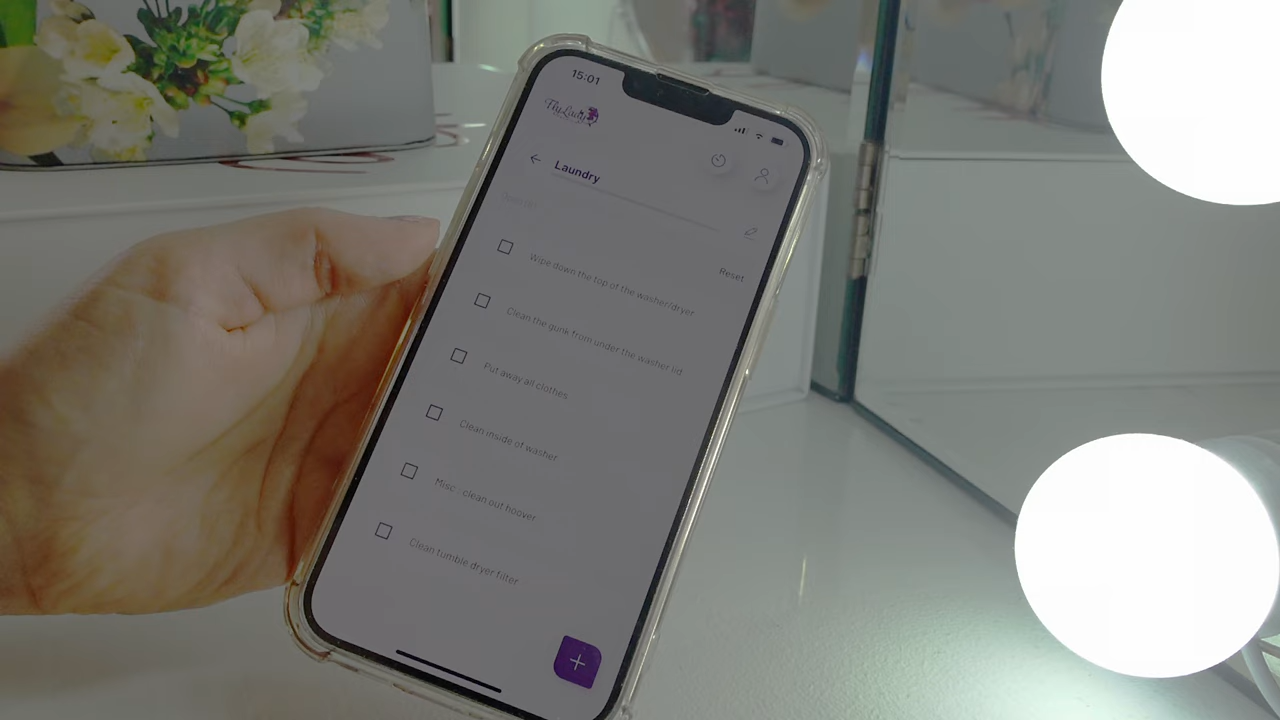 15:01
FlyLady
Laundry
Reset
Wipe down the top of the washer/dryer
Clean the gunk from under the washer lid
Put away all clothes
Clean inside of washer
Misc : clean out hoover
Clean tumble dryer filter